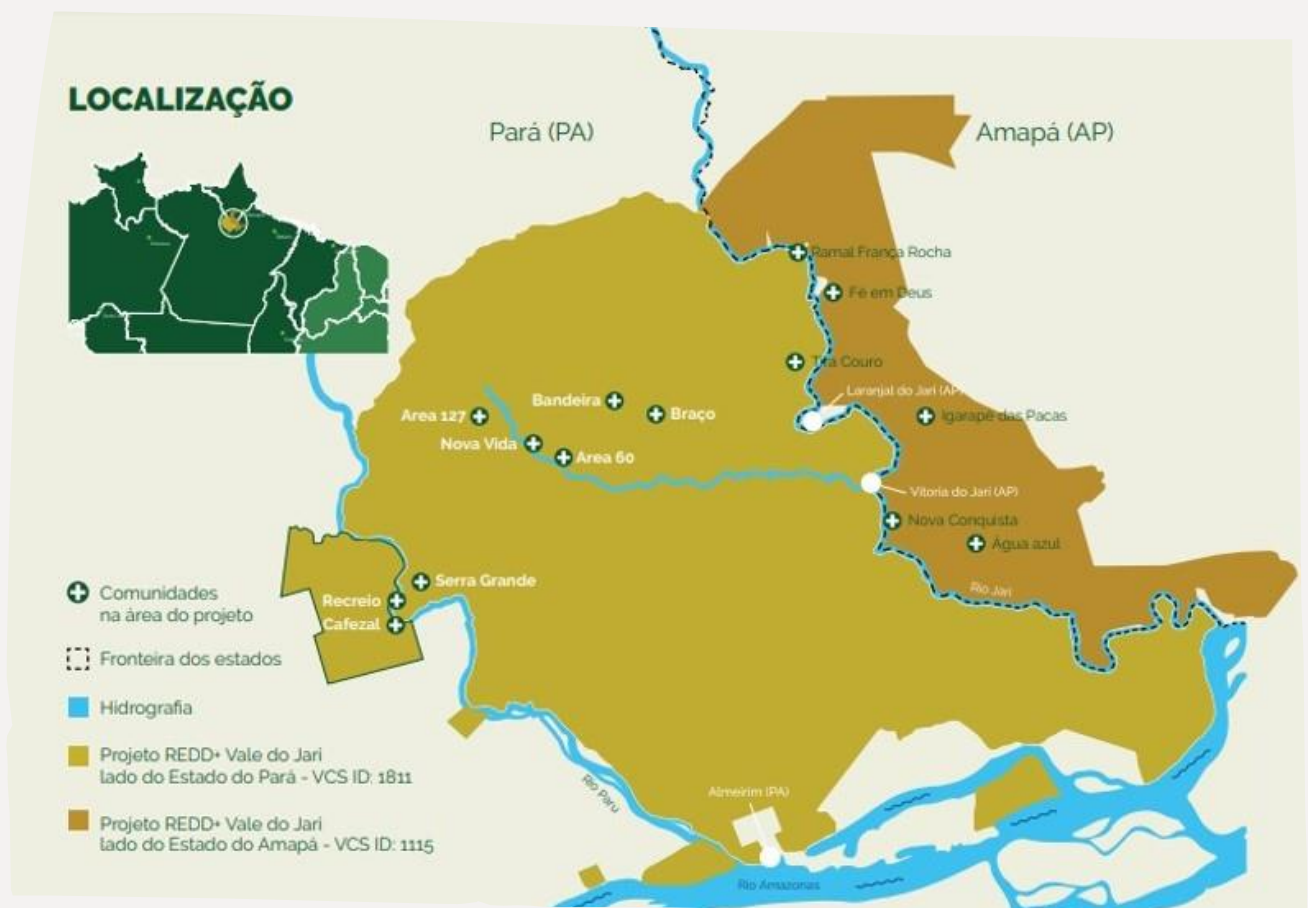 LOCALIZAÇÃO
Pará (PA)
Amapá (AP)
Ramal França Rocha
Fé em Deus
Tira Couro
Laranjal do Jari (AP)
Bandeira
Braço
Area 127
Igarapé das Pacas
Nova Vida
Area 60
Vitoria do Jari (AP)
Nova Conquista
Água azul
Serra Grande
Rio Jari
Recreio
Cafezal
Comunidades
na área do projeto
Fronteira dos estados
Hidrografia
Projeto REDD+ Vale do Jari
lado do Estado do Pará - VCS ID: 1811
Rio Paru
Almeirim (PA)
Projeto REDD+ Vale do Jari
lado do Estado do Amapá - VCS ID: 1115
Rio Amazonas